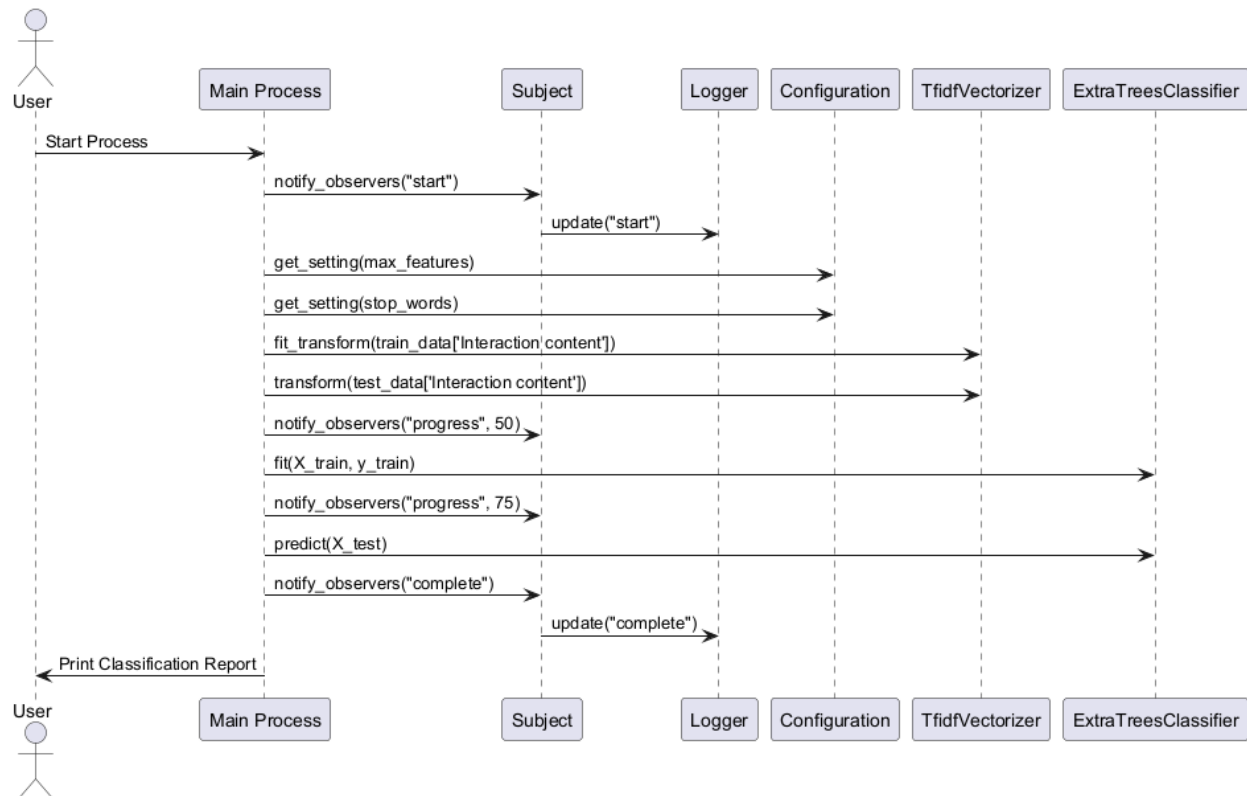 User
Main Process
Subject
Logger
Configuration
TfidfVectorizer
ExtraTreesClassifier
Start Process
notify_observers("start")
update("start")
get_setting(max_features)
get_setting(stop_words)
fit_transform(train_data['Interaction content'])
transform(test_data['Interaction content'])
notify_observers("progress", 50)
fit(X_train, y_train)
notify_observers("progress", 75)
predict(X_test)
notify_observers("complete")
update("complete")
Print Classification Report
User
Main Process
Subject
Logger
Configuration
TfidfVectorizer
ExtraTreesClassifier